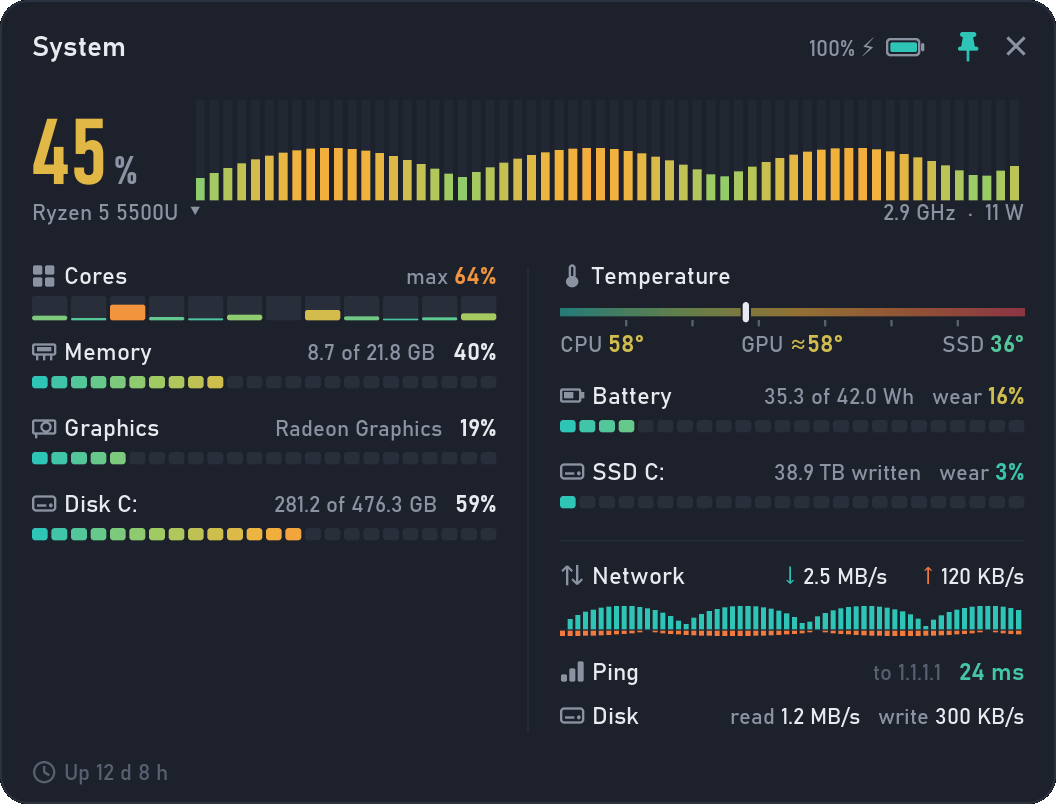 System
100%
45 %
Ryzen 5 5500U
2.9 GHz · 11 W
Cores max 64%
Memory 8.7 of 21.8 GB 40%
Graphics Radeon Graphics 19%
Disk C: 281.2 of 476.3 GB 59%
Temperature
CPU 58° GPU ≈58° SSD 36°
Battery 35.3 of 42.0 Wh wear 16%
SSD C: 38.9 TB written wear 3%
Network ↓ 2.5 MB/s ↑ 120 KB/s
Ping to 1.1.1.1 24 ms
Disk read 1.2 MB/s write 300 KB/s
Up 12 d 8 h